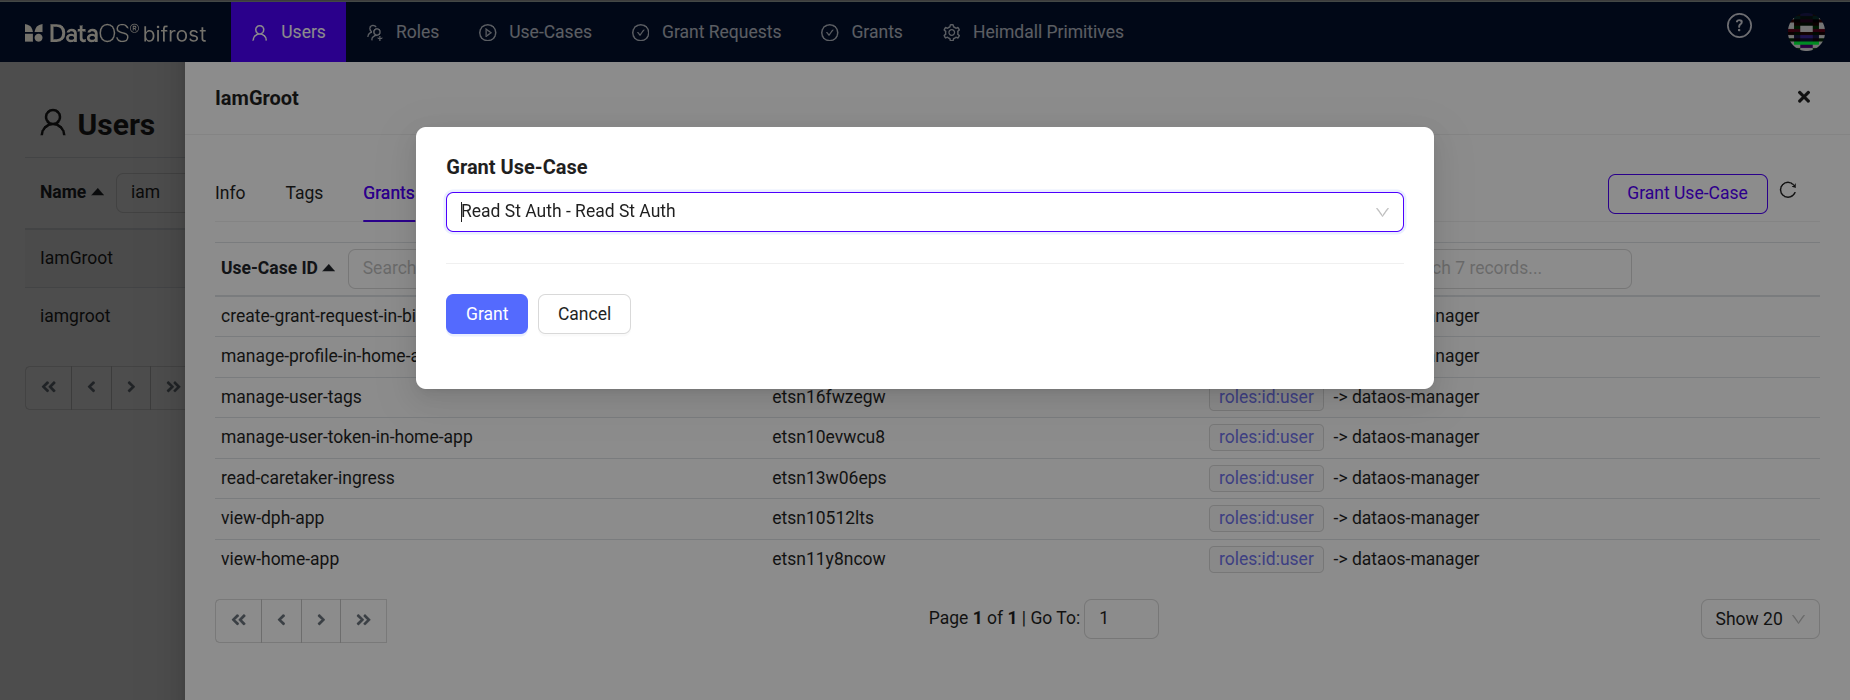 DataOS® bifrost Users Roles Use-Cases Grant Requests Grants Heimdall Primitives ?
IamGroot
Users
Grant Use-Case
Name iam Info Tags Grants Grant Use-Case
Read St Auth - Read St Auth
IamGroot Use-Case ID Search ch 7 records...
iamgroot create-grant-request-in-bi nager
Grant Cancel
manage-profile-in-home-a nager
manage-user-tags etsn16fwzegw roles:id:user -> dataos-manager
manage-user-token-in-home-app etsn10evwcu8 roles:id:user -> dataos-manager
read-caretaker-ingress etsn13w06eps roles:id:user -> dataos-manager
view-dph-app etsn10512lts roles:id:user -> dataos-manager
view-home-app etsn11y8ncow roles:id:user -> dataos-manager
Page 1 of 1 | Go To: 1 Show 20